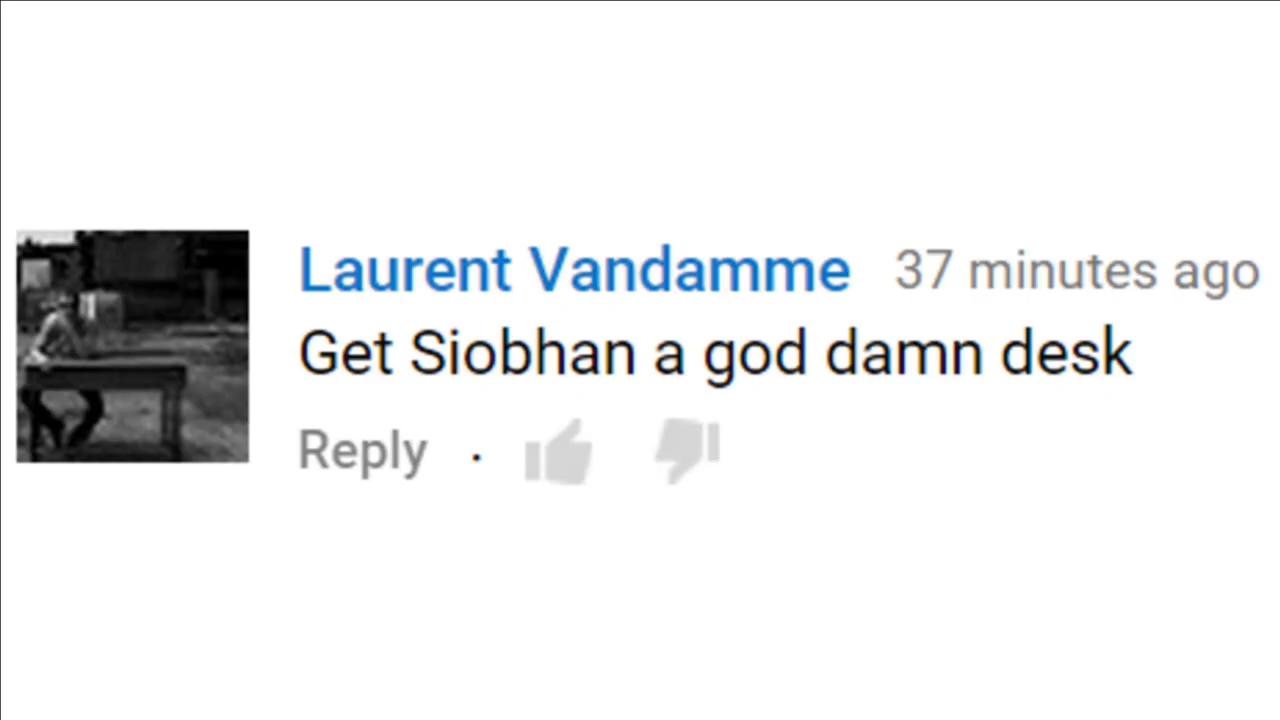 Laurent Vandamme 37 minutes ago
Get Siobhan a god damn desk
Reply ·